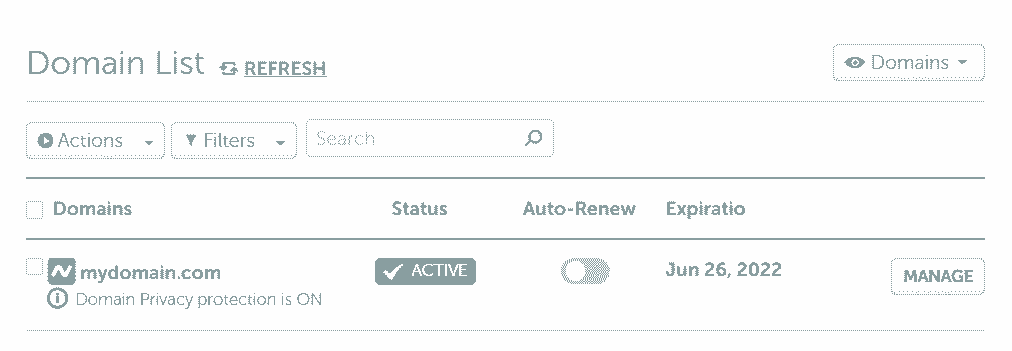 Domain List REFRESH Domains
Actions Filters Search
Domains Status Auto-Renew Expiratio
mydomain.com ACTIVE Jun 26, 2022 MANAGE
Domain Privacy protection is ON